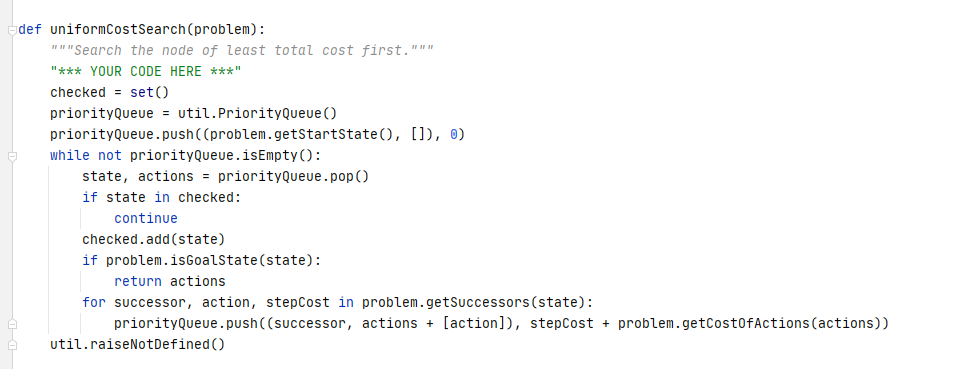 def uniformCostSearch(problem):
    """Search the node of least total cost first."""
    "*** YOUR CODE HERE ***"
    checked = set()
    priorityQueue = util.PriorityQueue()
    priorityQueue.push((problem.getStartState(), []), 0)
    while not priorityQueue.isEmpty():
        state, actions = priorityQueue.pop()
        if state in checked:
            continue
        checked.add(state)
        if problem.isGoalState(state):
            return actions
        for successor, action, stepCost in problem.getSuccessors(state):
            priorityQueue.push((successor, actions + [action]), stepCost + problem.getCostOfActions(actions))
    util.raiseNotDefined()